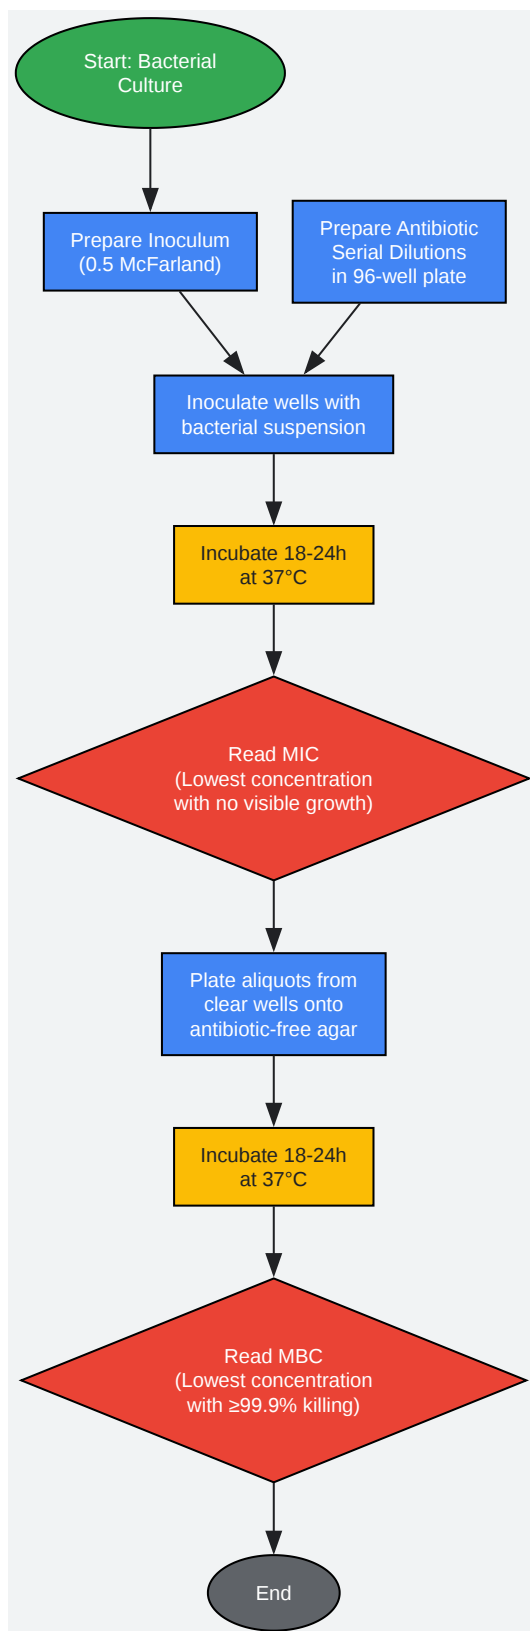 Start: Bacterial
Culture
Prepare Inoculum
(0.5 McFarland)
Prepare Antibiotic
Serial Dilutions
in 96-well plate
Inoculate wells with
bacterial suspension
Incubate 18-24h
at 37°C
Read MIC
(Lowest concentration
with no visible growth)
Plate aliquots from
clear wells onto
antibiotic-free agar
Incubate 18-24h
at 37°C
Read MBC
(Lowest concentration
with ≥99.9% killing)
End